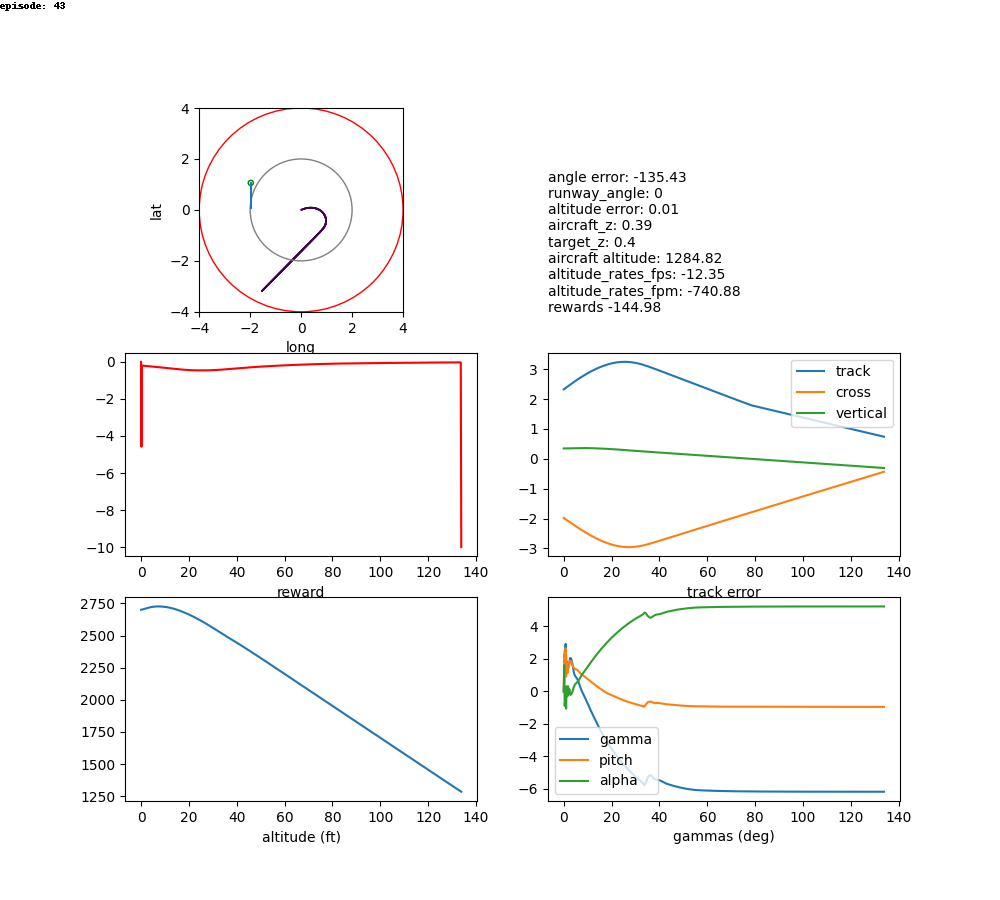 episode: 43
4
2
0
−2
−4
lat
−4 −2 0 2 4
long
angle error: -135.43
runway_angle: 0
altitude error: 0.01
aircraft_z: 0.39
target_z: 0.4
aircraft altitude: 1284.82
altitude_rates_fps: -12.35
altitude_rates_fpm: -740.88
rewards -144.98
0
−2
−4
−6
−8
−10
0 20 40 60 80 100 120 140
reward
3
2
1
0
−1
−2
−3
track
cross
vertical
0 20 40 60 80 100 120 140
track error
2750
2500
2250
2000
1750
1500
1250
0 20 40 60 80 100 120 140
altitude (ft)
4
2
0
−2
−4
−6
gamma
pitch
alpha
0 20 40 60 80 100 120 140
gammas (deg)